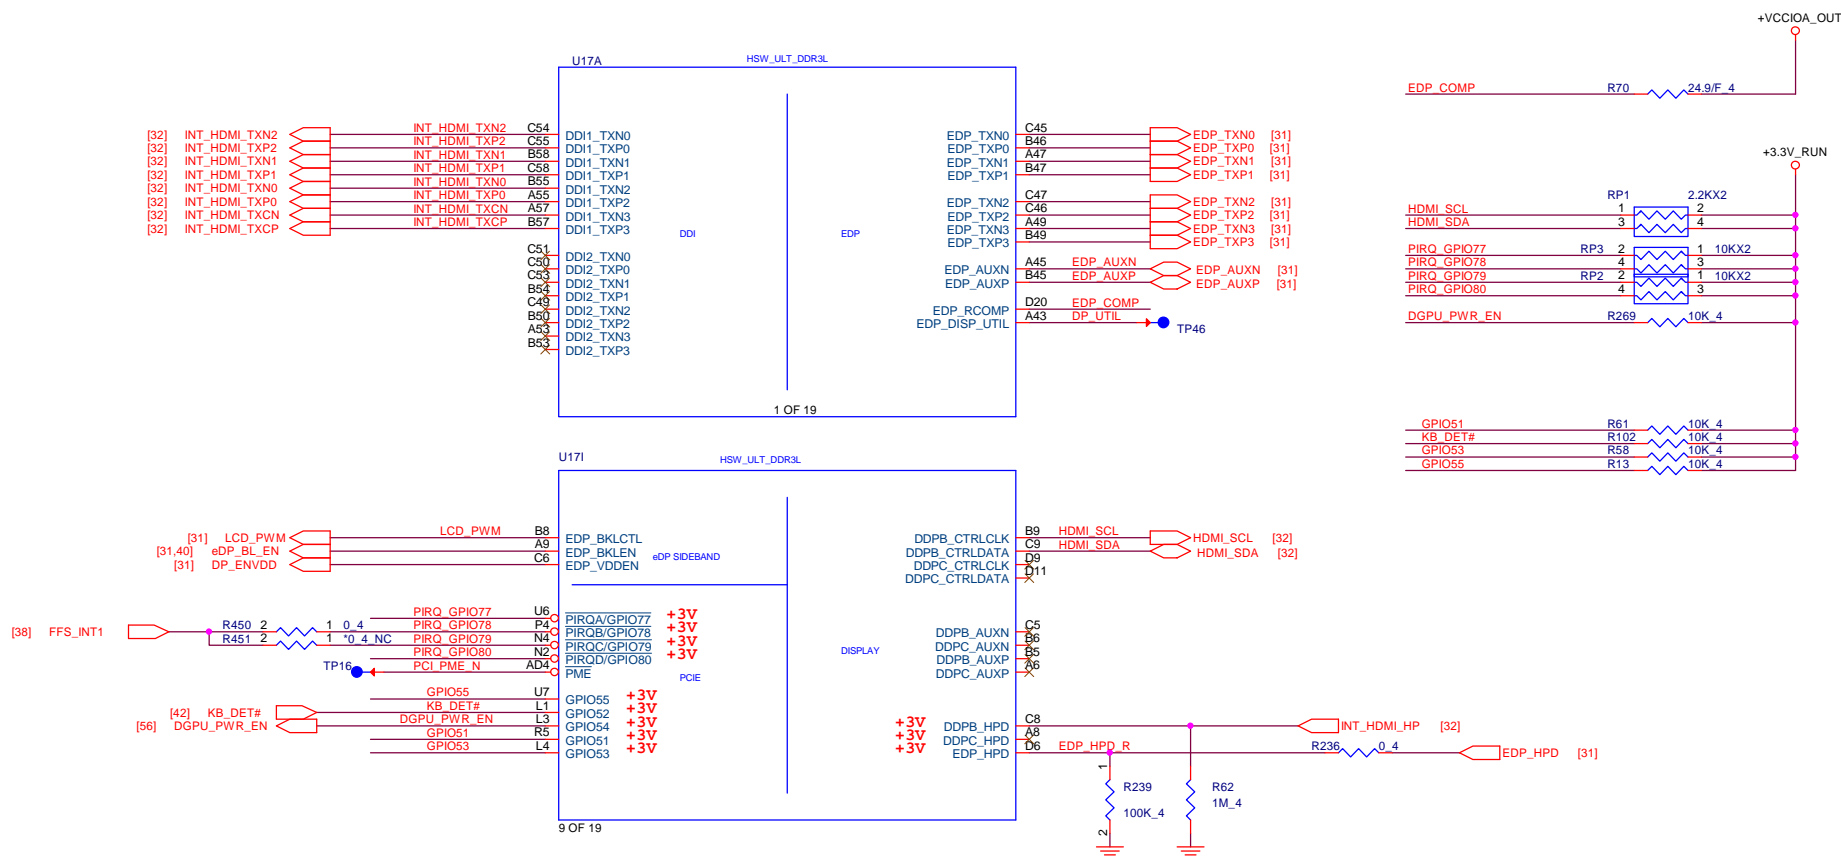 +VCCIOA_OUT
EDP_COMP R70 24.9/F_4
U17A HSW_ULT_DDR3L
[32] INT_HDMI_TXN2 INT_HDMI_TXN2 C54 DDI1_TXN0
[32] INT_HDMI_TXP2 INT_HDMI_TXP2 C55 DDI1_TXP0
[32] INT_HDMI_TXN1 INT_HDMI_TXN1 B58 DDI1_TXN1
[32] INT_HDMI_TXP1 INT_HDMI_TXP1 C58 DDI1_TXP1
[32] INT_HDMI_TXN0 INT_HDMI_TXN0 B55 DDI1_TXN2
[32] INT_HDMI_TXP0 INT_HDMI_TXP0 A55 DDI1_TXP2
[32] INT_HDMI_TXCN INT_HDMI_TXCN A57 DDI1_TXN3
[32] INT_HDMI_TXCP INT_HDMI_TXCP B57 DDI1_TXP3
C51 DDI2_TXN0
C50 DDI2_TXP0
C53 DDI2_TXN1
B54 DDI2_TXP1
C49 DDI2_TXN2
B50 DDI2_TXP2
A53 DDI2_TXN3
B53 DDI2_TXP3
DDI EDP
EDP_TXN0 C45 EDP_TXN0 [31]
EDP_TXP0 B46 EDP_TXP0 [31]
EDP_TXN1 A47 EDP_TXN1 [31]
EDP_TXP1 B47 EDP_TXP1 [31]
EDP_TXN2 C47 EDP_TXN2 [31]
EDP_TXP2 C46 EDP_TXP2 [31]
EDP_TXN3 A49 EDP_TXN3 [31]
EDP_TXP3 B49 EDP_TXP3 [31]
EDP_AUXN A45 EDP_AUXN EDP_AUXN [31]
EDP_AUXP B45 EDP_AUXP EDP_AUXP [31]
EDP_RCOMP D20 EDP_COMP
EDP_DISP_UTIL A43 DP_UTIL TP46
1 OF 19
+3.3V_RUN
RP1 2.2KX2
HDMI_SCL 1 2
HDMI_SDA 3 4
PIRQ_GPIO77 RP3 2 1 10KX2
PIRQ_GPIO78 4 3
PIRQ_GPIO79 RP2 2 1 10KX2
PIRQ_GPIO80 4 3
DGPU_PWR_EN R269 10K_4
GPIO51 R61 10K_4
KB_DET# R102 10K_4
GPIO53 R58 10K_4
GPIO55 R13 10K_4
U17I HSW_ULT_DDR3L
[31] LCD_PWM LCD_PWM B8 EDP_BKLCTL
[31,40] eDP_BL_EN A9 EDP_BKLEN
[31] DP_ENVDD C6 EDP_VDDEN
eDP SIDEBAND
PIRQ_GPIO77 U6 PIRQA/GPIO77 +3V
[38] FFS_INT1 R450 2 1 0_4 PIRQ_GPIO78 P4 PIRQB/GPIO78 +3V
R451 2 1 *0_4_NC PIRQ_GPIO79 N4 PIRQC/GPIO79 +3V
PIRQ_GPIO80 N2 PIRQD/GPIO80 +3V
TP16 PCI_PME_N AD4 PME
PCIE
GPIO55 U7 GPIO55 +3V
[42] KB_DET# KB_DET# L1 GPIO52 +3V
[56] DGPU_PWR_EN DGPU_PWR_EN L3 GPIO54 +3V
GPIO51 R5 GPIO51 +3V
GPIO53 L4 GPIO53 +3V
DISPLAY
DDPB_CTRLCLK B9 HDMI_SCL HDMI_SCL [32]
DDPB_CTRLDATA C9 HDMI_SDA HDMI_SDA [32]
DDPC_CTRLCLK D9
DDPC_CTRLDATA D11
DDPB_AUXN C5
DDPC_AUXN B6
DDPB_AUXP B5
DDPC_AUXP A6
+3V DDPB_HPD C8 INT_HDMI_HP [32]
+3V DDPC_HPD A8
+3V EDP_HPD D6 EDP_HPD_R R236 0_4 EDP_HPD [31]
1 R239 100K_4 2
R62 1M_4
9 OF 19